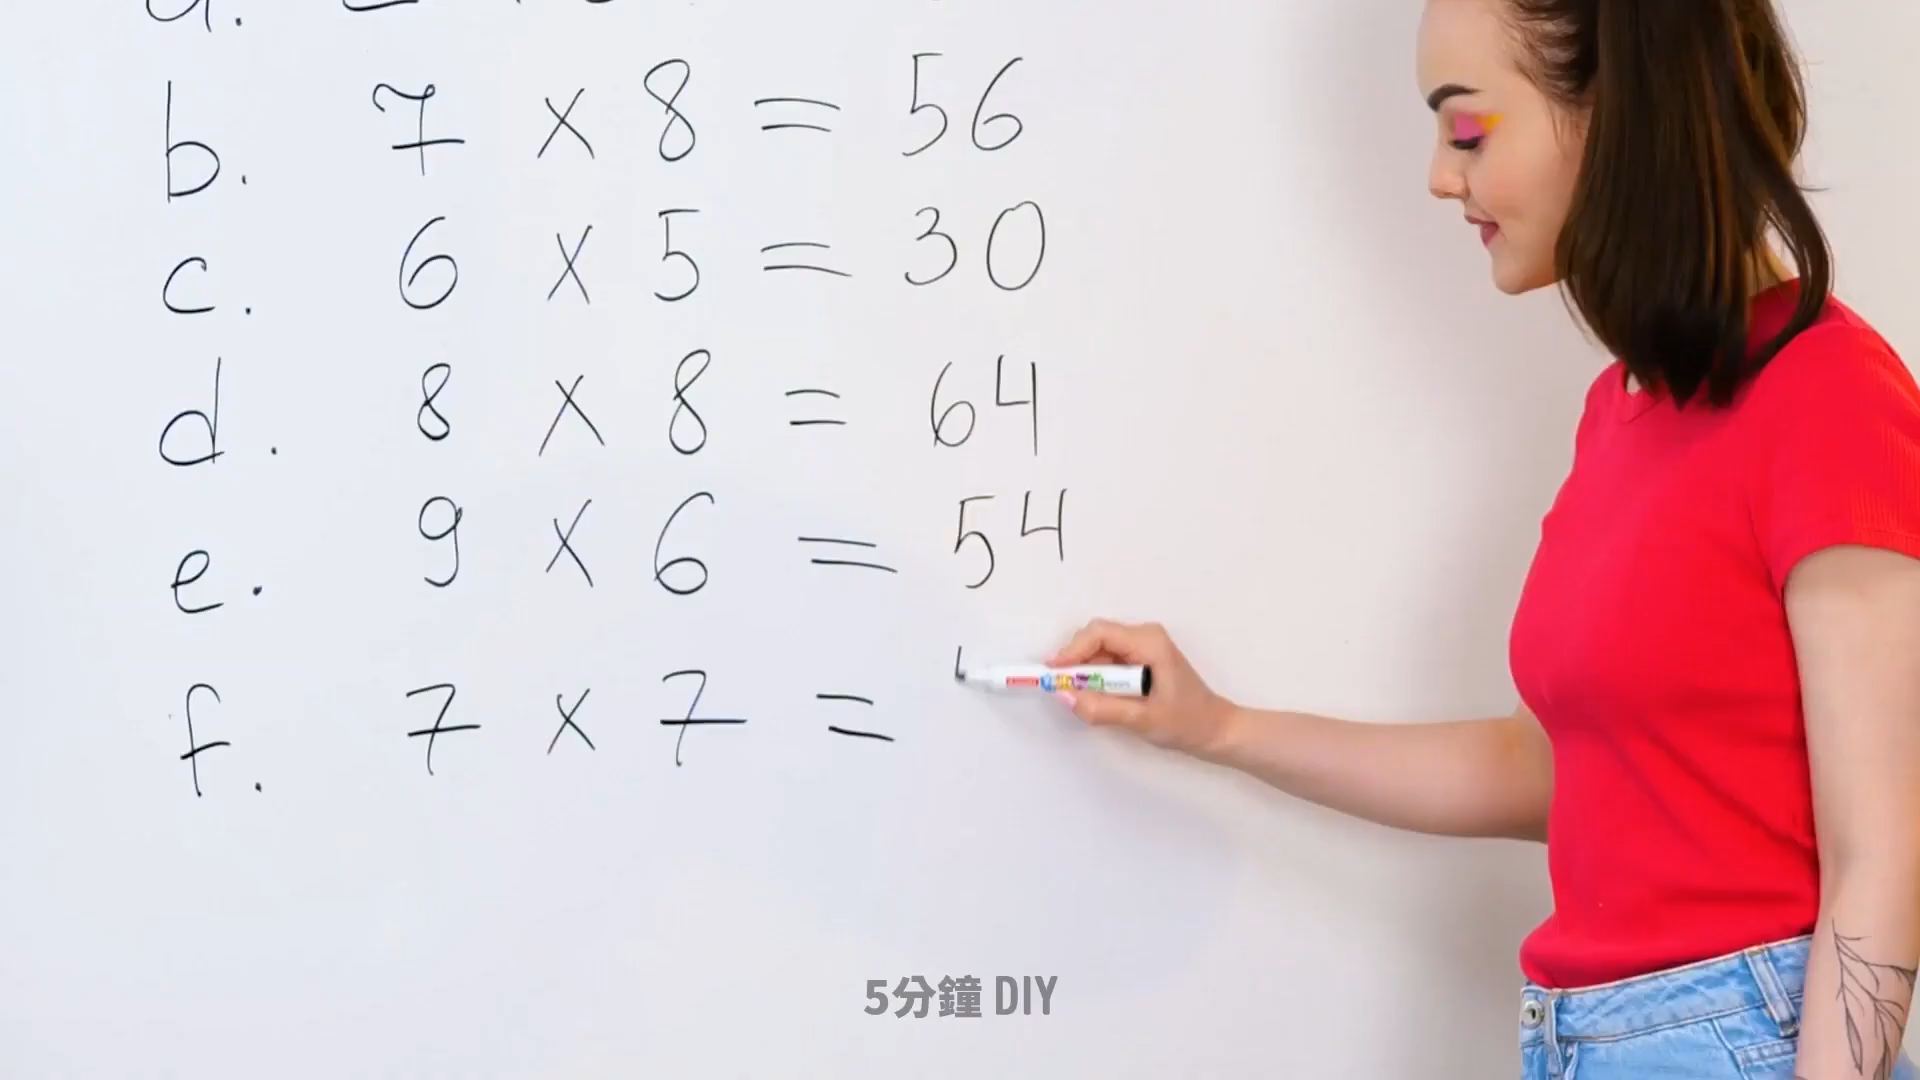 b. 7 x 8 = 56
c. 6 x 5 = 30
d. 8 x 8 = 64
e. 9 x 6 = 54
f. 7 x 7 =
5分鐘 DIY